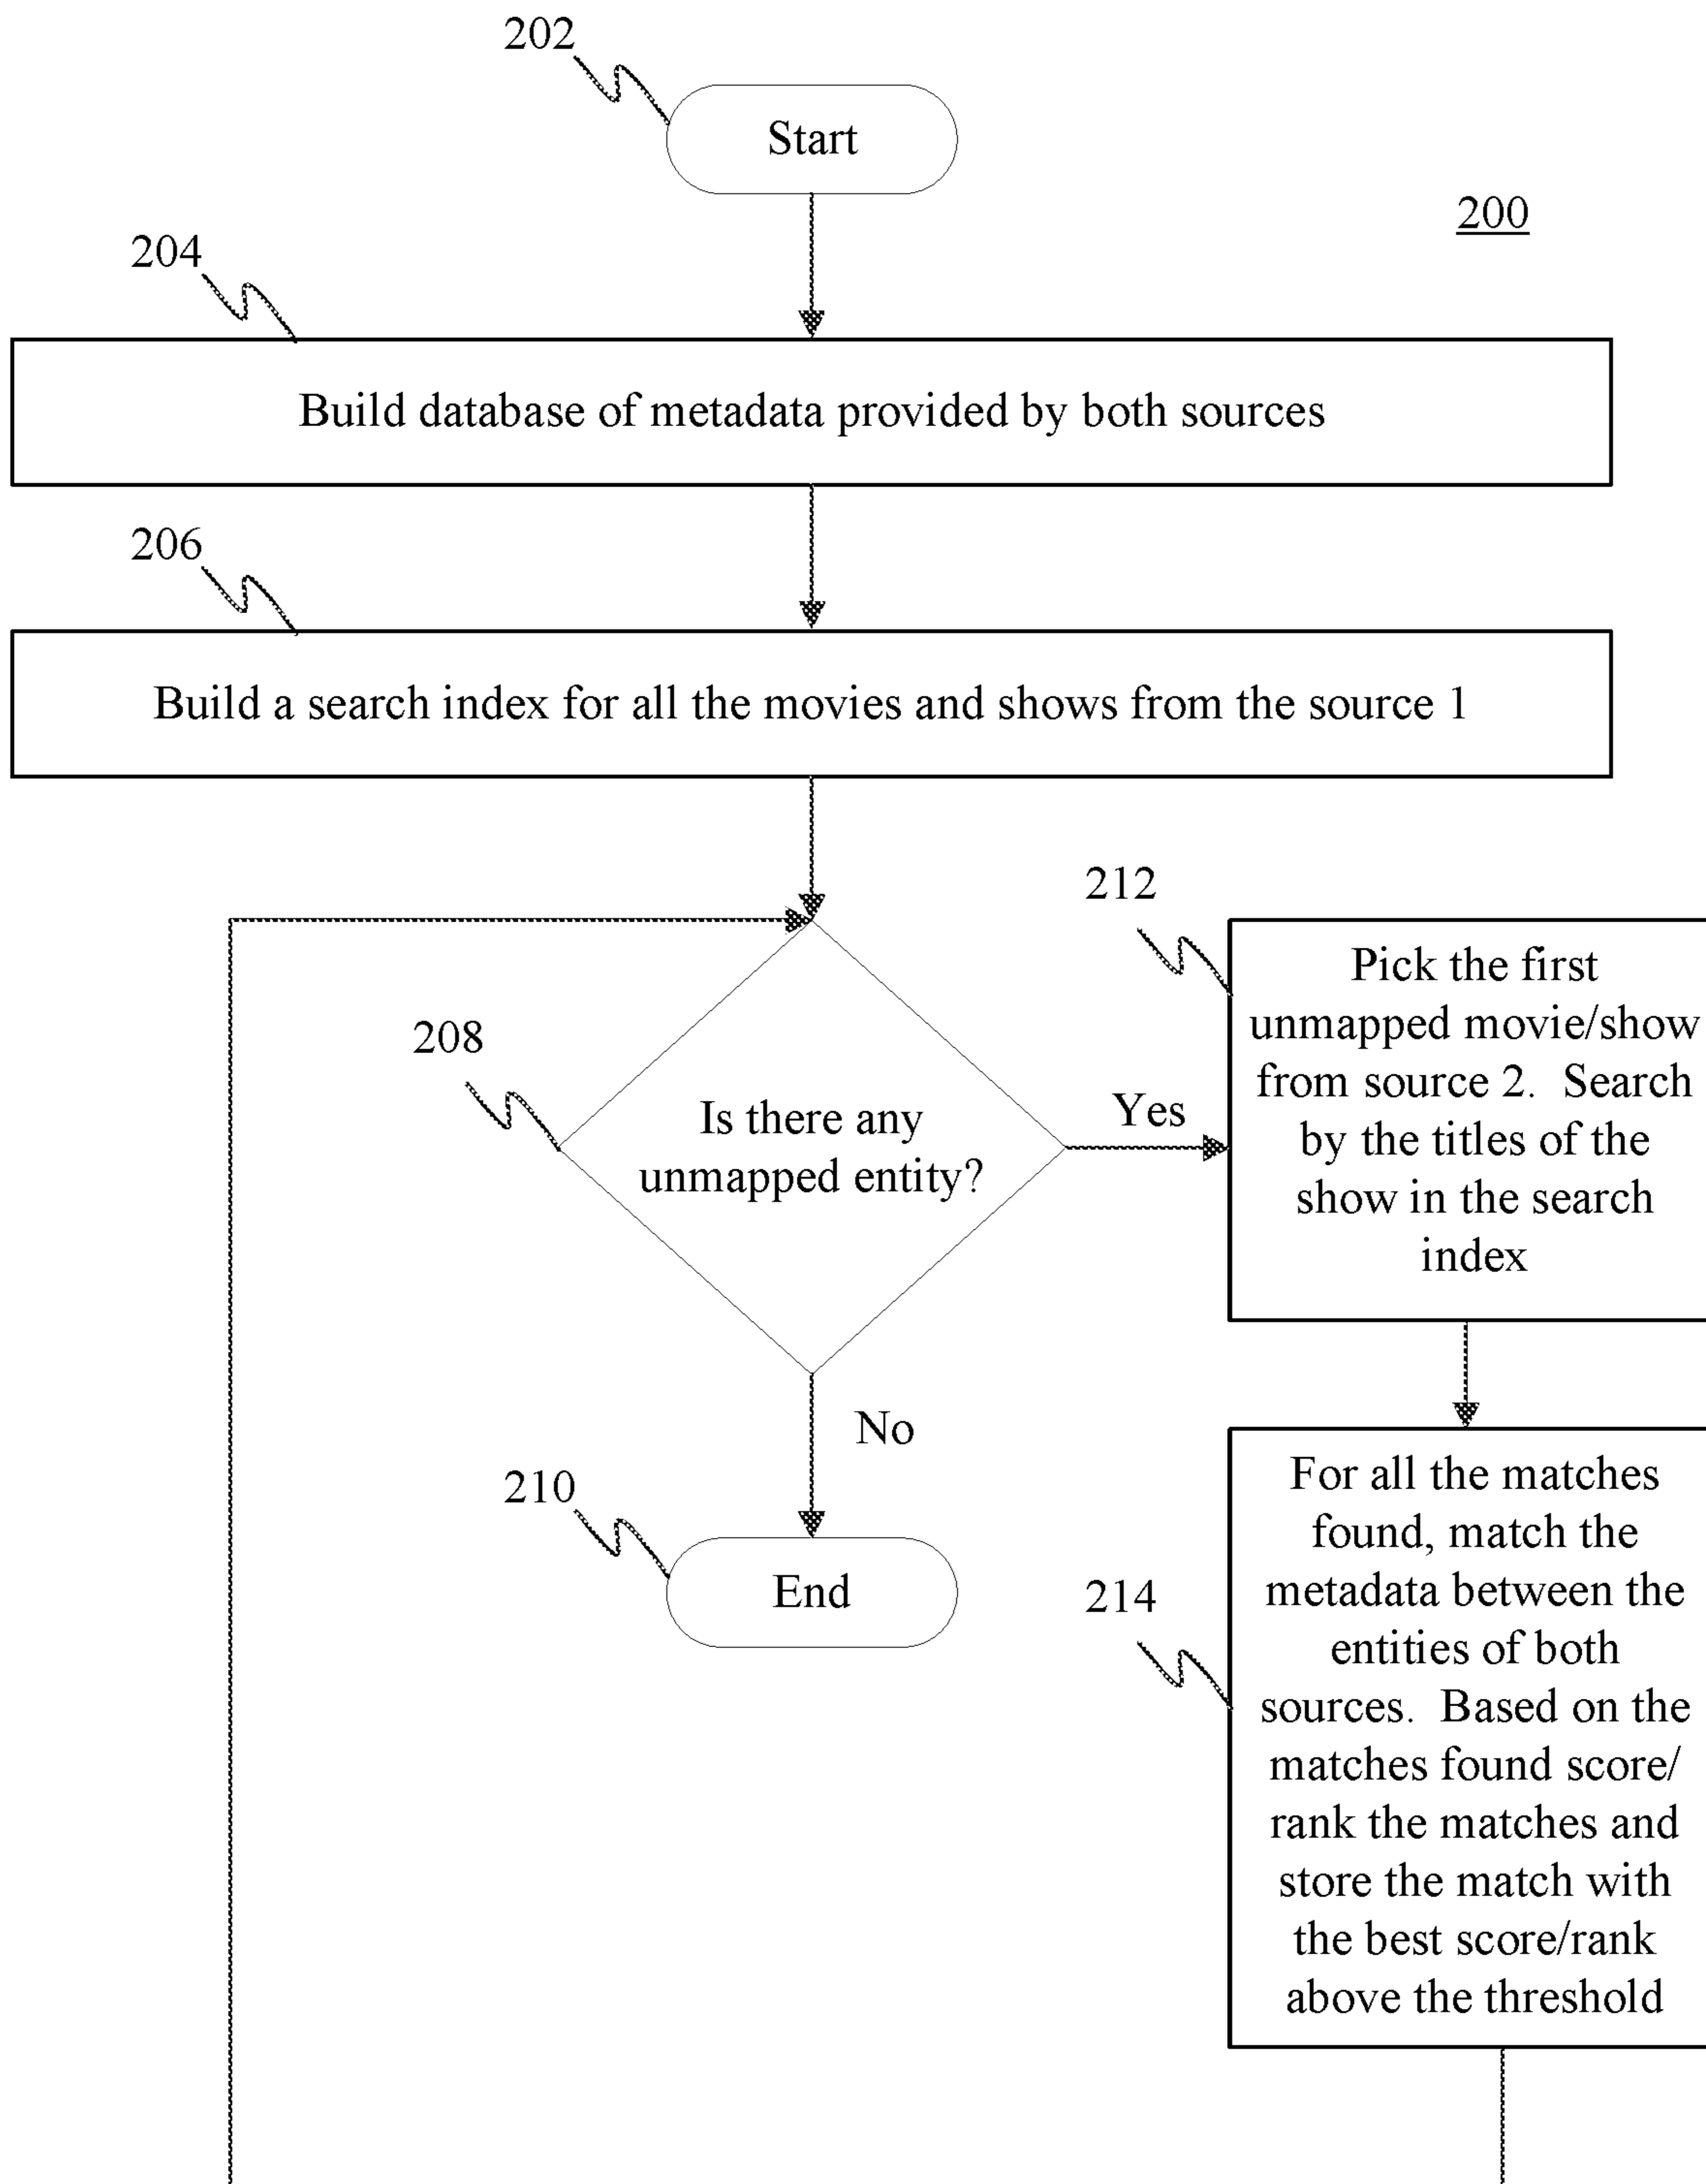 202
Start
200
204
Build database of metadata provided by both sources
206
Build a search index for all the movies and shows from the source 1
212
Pick the first
unmapped movie/show
from source 2.  Search
by the titles of the
show in the search
index
208
Is there any
unmapped entity?
Yes
No
210
End
214
For all the matches
found, match the
metadata between the
entities of both
sources.  Based on the
matches found score/
rank the matches and
store the match with
the best score/rank
above the threshold